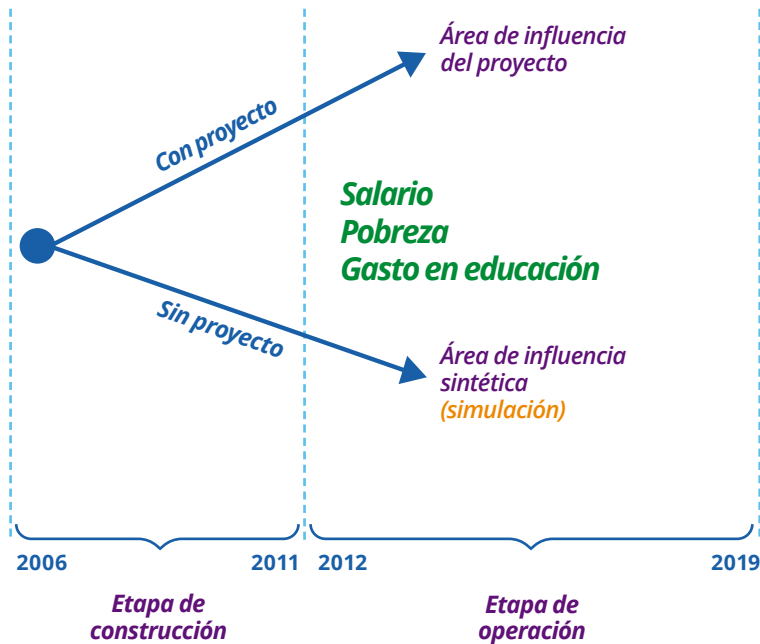 Área de influencia
del proyecto
Con proyecto
Salario
Pobreza
Gasto en educación
Sin proyecto
Área de influencia
sintética
(simulación)
2006
2011
2012
2019
Etapa de
construcción
Etapa de
operación